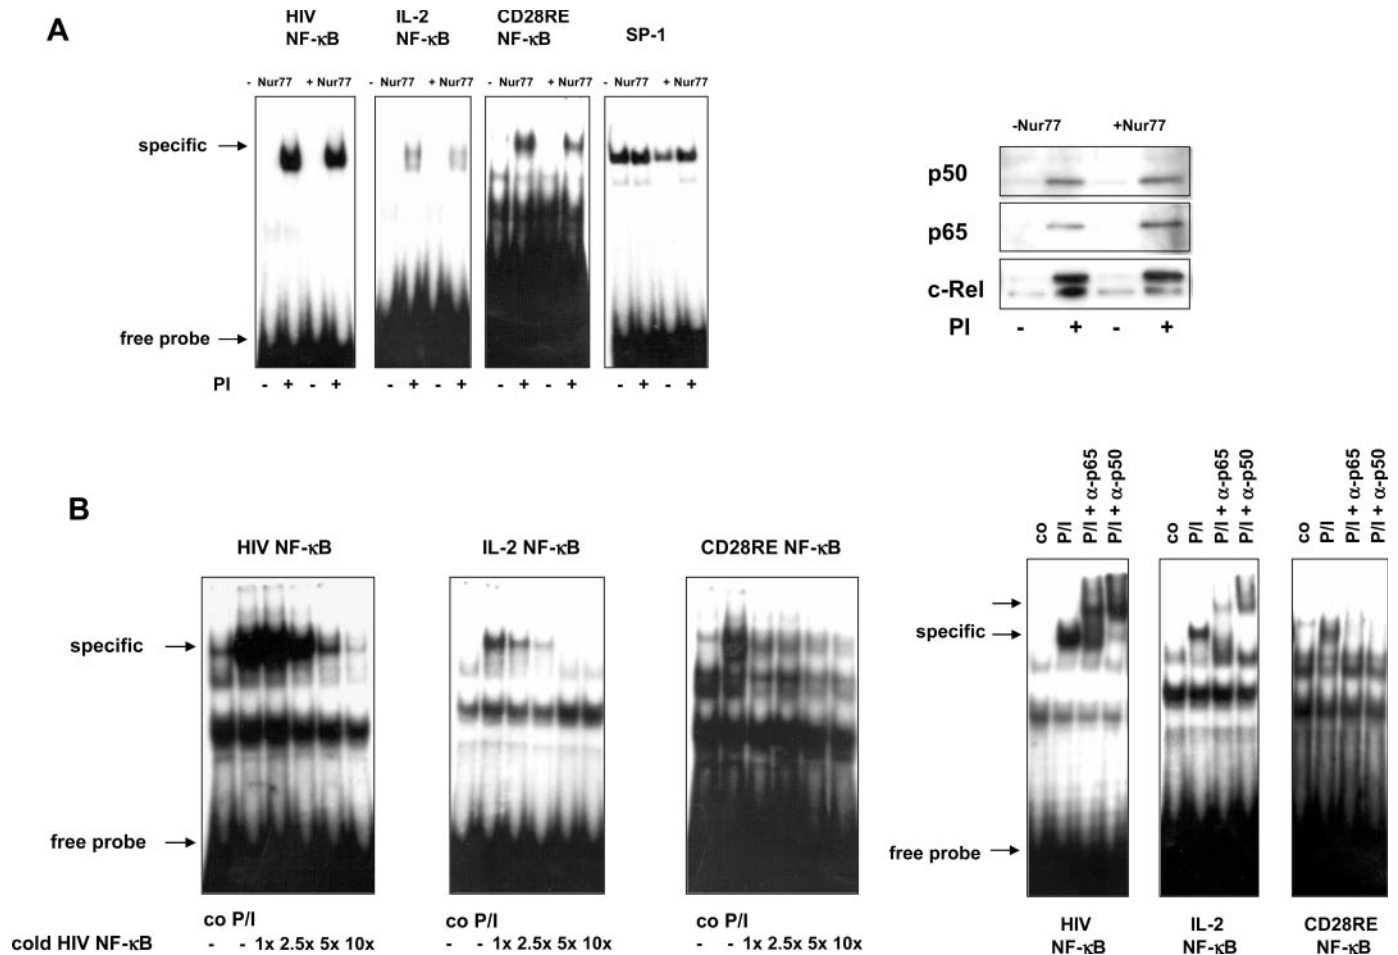 A
HIV NF-κB
IL-2 NF-κB
CD28RE NF-κB
SP-1
- Nur77 + Nur77
- Nur77 + Nur77
- Nur77 + Nur77
- Nur77 + Nur77
specific
free probe
PI - + - + - + - + - + - + - + - +
-Nur77 +Nur77
p50
p65
c-Rel
PI - + - +
B
HIV NF-κB
IL-2 NF-κB
CD28RE NF-κB
specific
free probe
co P/I
co P/I
co P/I
cold HIV NF-κB - - 1x 2.5x 5x 10x - - 1x 2.5x 5x 10x - - 1x 2.5x 5x 10x
co
P/I
P/I + α-p65
P/I + α-p50
co
P/I
P/I + α-p65
P/I + α-p50
co
P/I
P/I + α-p65
P/I + α-p50
specific
free probe
HIV
NF-κB
IL-2
NF-κB
CD28RE
NF-κB